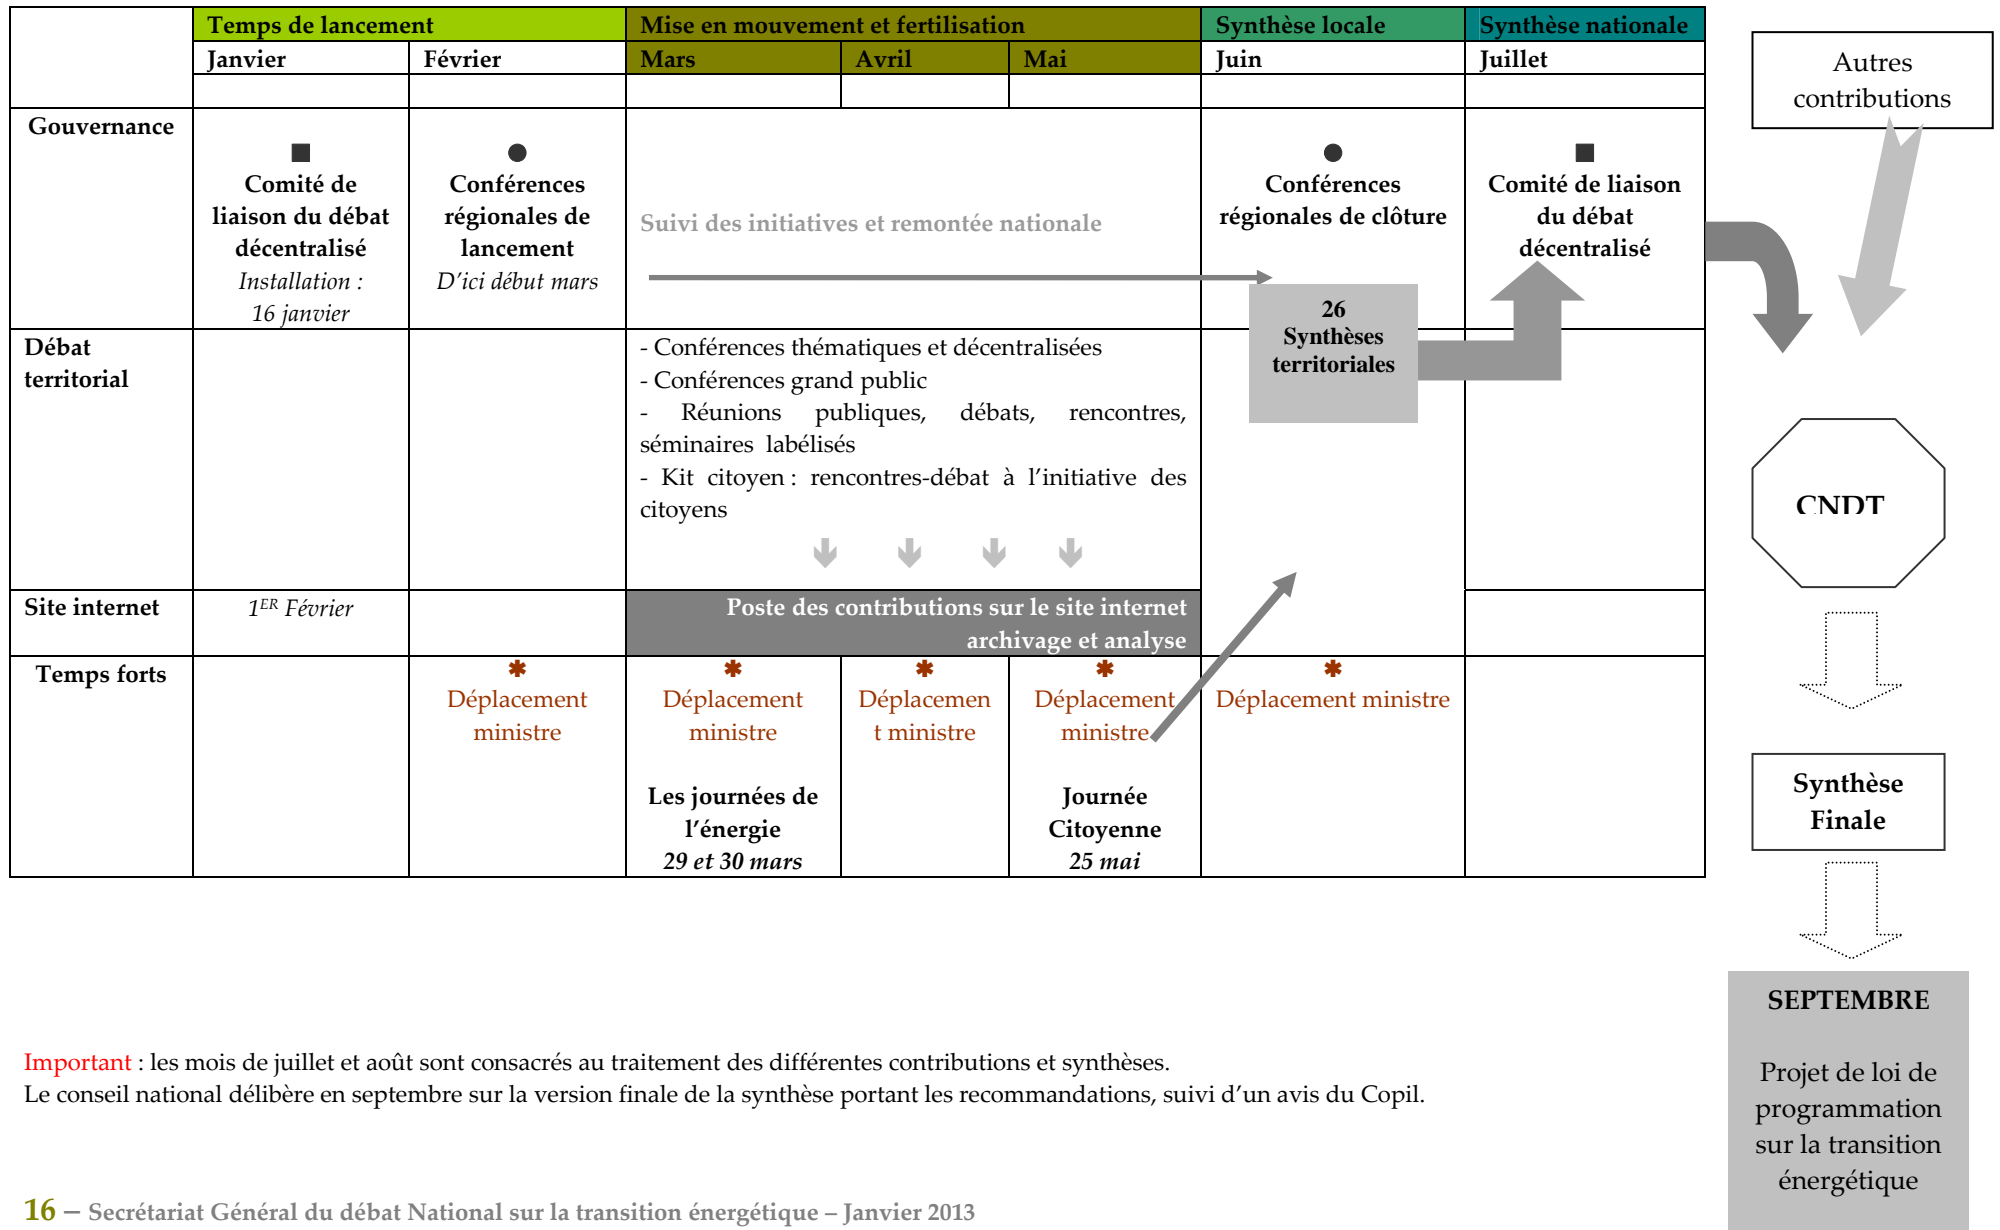 Temps de lancement
Mise en mouvement et fertilisation
Synthèse locale
Synthèse nationale
Janvier
Février
Mars
Avril
Mai
Juin
Juillet
Gouvernance
Comité de
liaison du débat
décentralisé
Installation :
16 janvier
Conférences
régionales de
lancement
D’ici début mars
Suivi des initiatives et remontée nationale
Conférences
régionales de clôture
Comité de liaison
du débat
décentralisé
26
Synthèses
territoriales
Débat
territorial
- Conférences thématiques et décentralisées
- Conférences grand public
- Réunions publiques, débats, rencontres,
séminaires labélisés
- Kit citoyen : rencontres-débat à l’initiative des
citoyens
Site internet
1ER Février
Poste des contributions sur le site internet
archivage et analyse
Temps forts
Déplacement
ministre
Déplacement
ministre
Les journées de
l’énergie
29 et 30 mars
Déplacemen
t ministre
Déplacement
ministre
Journée
Citoyenne
25 mai
Déplacement ministre
Autres
contributions
CNDT
Synthèse
Finale
SEPTEMBRE
Projet de loi de
programmation
sur la transition
énergétique
Important : les mois de juillet et août sont consacrés au traitement des différentes contributions et synthèses.
Le conseil national délibère en septembre sur la version finale de la synthèse portant les recommandations, suivi d’un avis du Copil.
16 – Secrétariat Général du débat National sur la transition énergétique – Janvier 2013